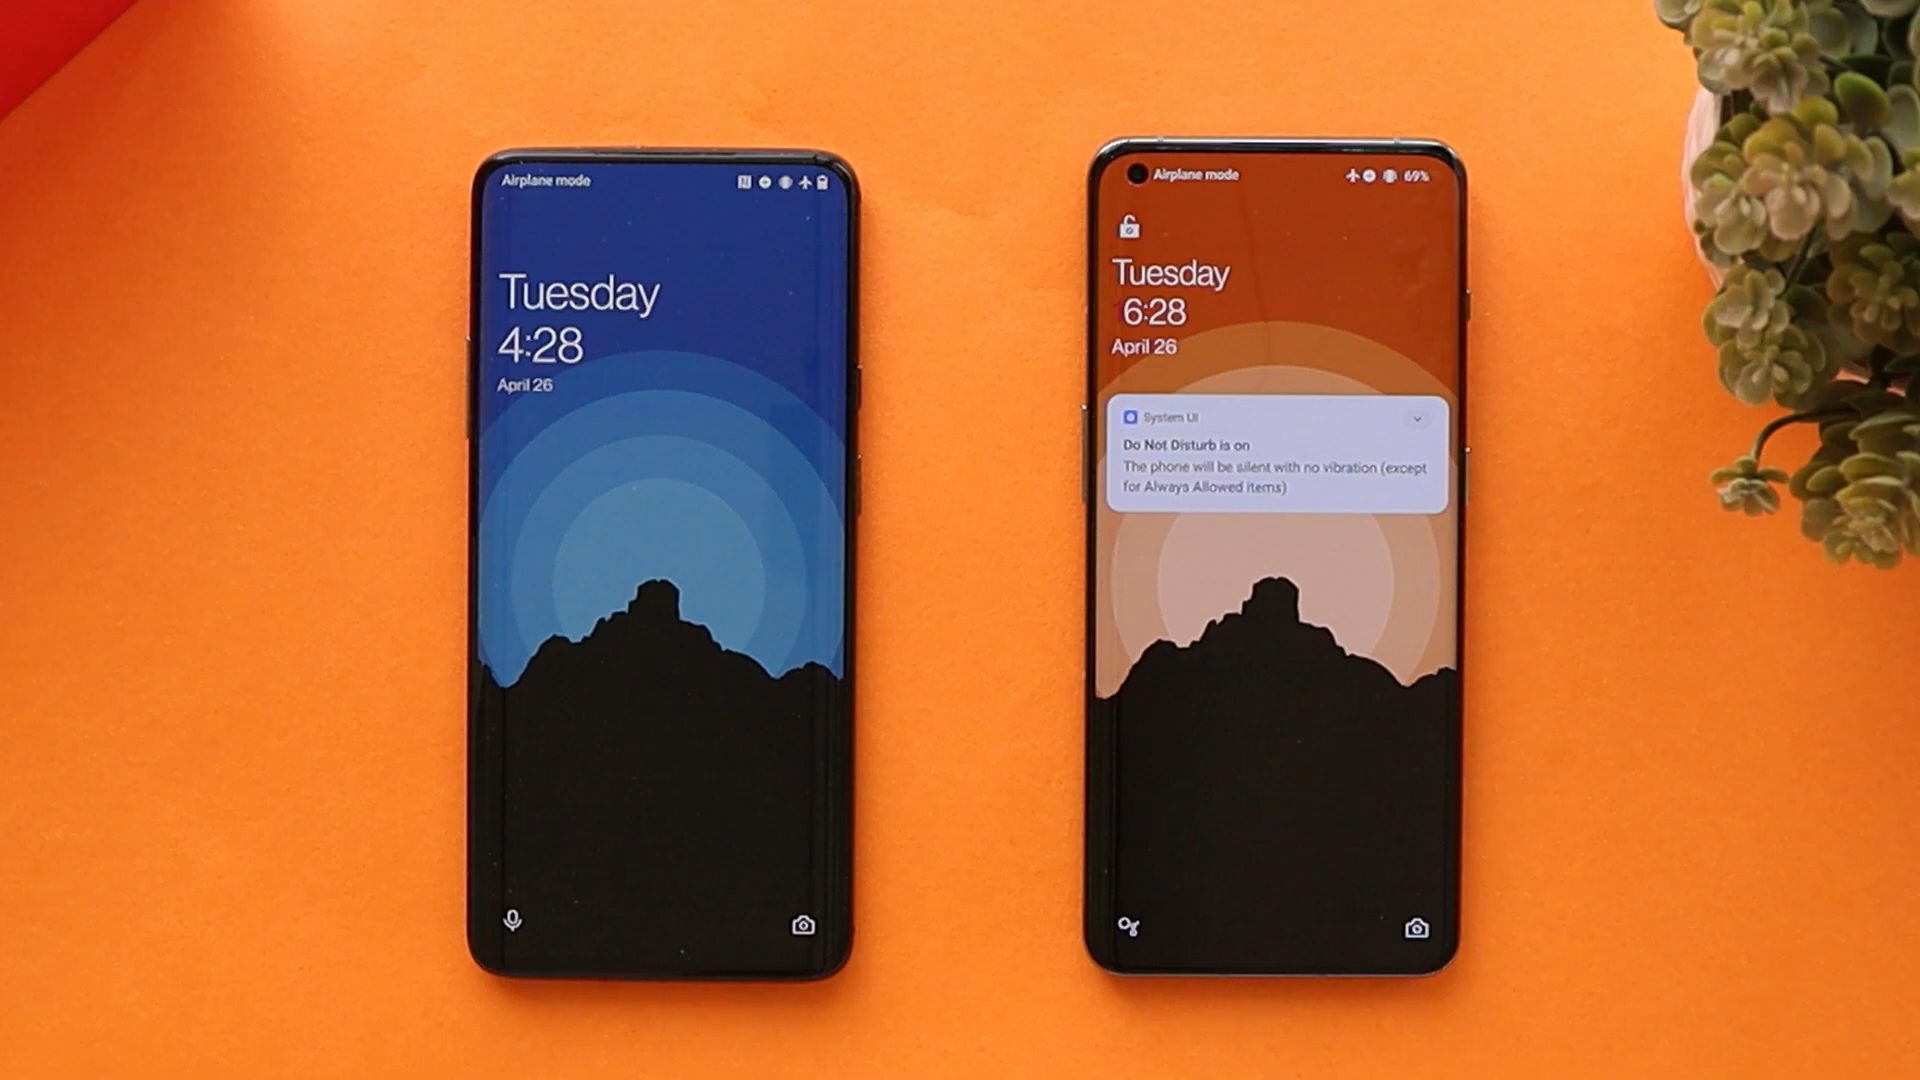 Airplane mode
Tuesday
4:28
April 26
Airplane mode
69%
Tuesday
16:28
April 26
System UI
Do Not Disturb is on
The phone will be silent with no vibration (except
for Always Allowed items)